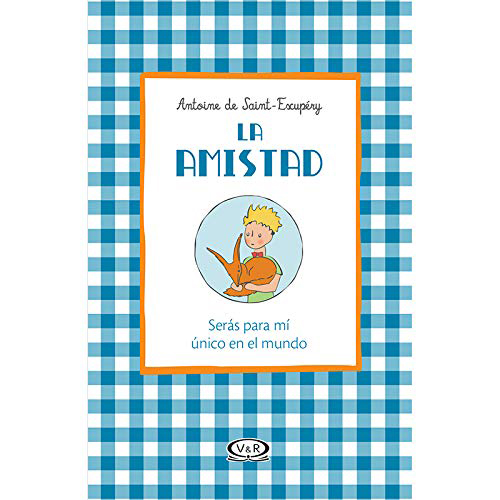 Antoine de Saint-Exupéry
LA
AMISTAD
Serás para mí
único en el mundo
V&R